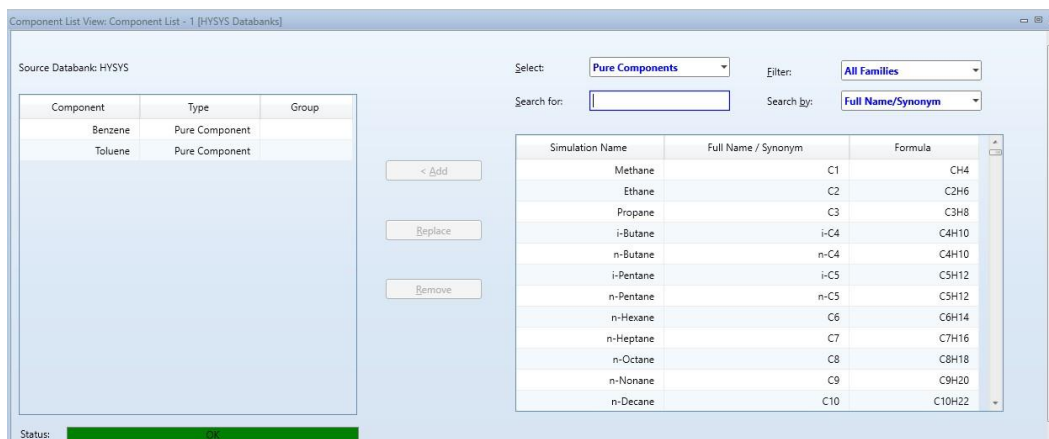 Component List View: Component List - 1 [HYSYS Databanks]
Source Databank: HYSYS
Select: Pure Components Filter: All Families
Search for: Search by: Full Name/Synonym
Component Type Group
Benzene Pure Component
Toluene Pure Component
< Add
Replace
Remove
Simulation Name Full Name / Synonym Formula
Methane C1 CH4
Ethane C2 C2H6
Propane C3 C3H8
i-Butane i-C4 C4H10
n-Butane n-C4 C4H10
i-Pentane i-C5 C5H12
n-Pentane n-C5 C5H12
n-Hexane C6 C6H14
n-Heptane C7 C7H16
n-Octane C8 C8H18
n-Nonane C9 C9H20
n-Decane C10 C10H22
Status: OK